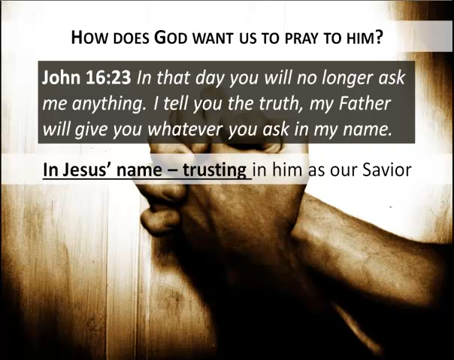 HOW DOES GOD WANT US TO PRAY TO HIM?
John 16:23 In that day you will no longer ask
me anything. I tell you the truth, my Father
will give you whatever you ask in my name.
In Jesus' name – trusting in him as our Savior